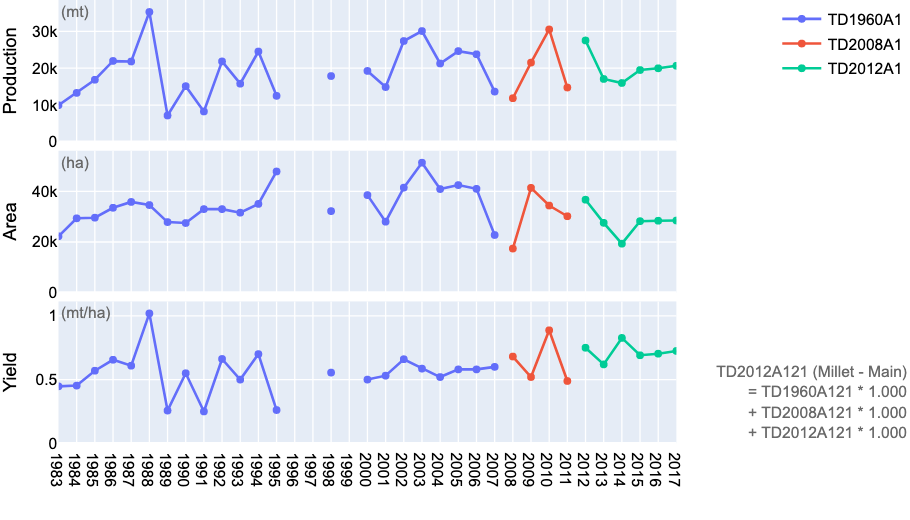 (mt)
Production
30k
20k
10k
0
TD1960A1
TD2008A1
TD2012A1
(ha)
Area
40k
20k
0
(mt/ha)
Yield
1
0.5
0
TD2012A121 (Millet - Main)
= TD1960A121 * 1.000
+ TD2008A121 * 1.000
+ TD2012A121 * 1.000
1983
1984
1985
1986
1987
1988
1989
1990
1991
1992
1993
1994
1995
1996
1998
1999
2000
2001
2002
2003
2004
2005
2006
2007
2008
2009
2010
2011
2012
2013
2014
2015
2016
2017